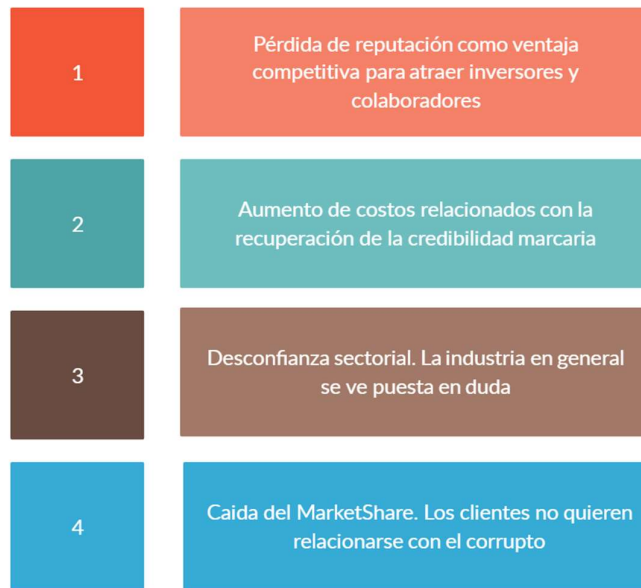 1
Pérdida de reputación como ventaja
competitiva para atraer inversores y
colaboradores
2
Aumento de costos relacionados con la
recuperación de la credibilidad marcaria
3
Desconfianza sectorial. La industria en general
se ve puesta en duda
4
Caida del MarketShare. Los clientes no quieren
relacionarse con el corrupto